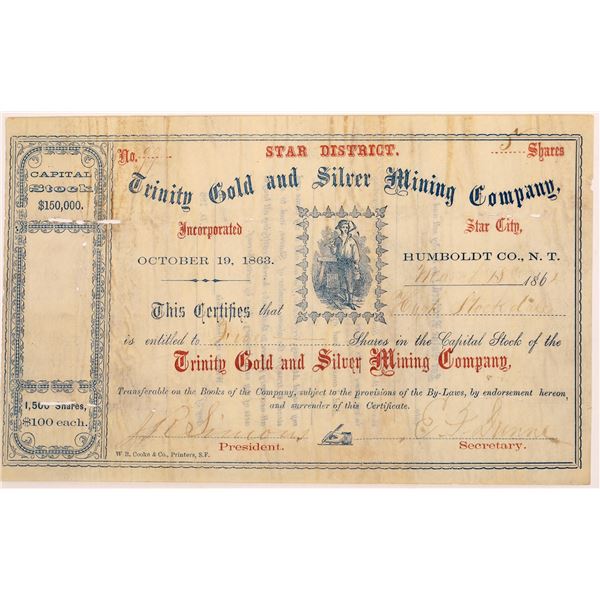 CAPITAL
Stock
$150,000.
1,500 Shares,
$100 each.
No.
STAR DISTRICT.
5 Shares
Trinity Gold and Silver Mining Company,
Incorporated
Star City,
OCTOBER 19, 1863.
HUMBOLDT CO., N. T.
186
This Certifies that
is entitled to Five Shares in the Capital Stock of the
Trinity Gold and Silver Mining Company,
Transferable on the Books of the Company, subject to the provisions of the By-Laws, by endorsement hereon,
and surrender of this Certificate.
President.
Secretary.
W. B. Cooke & Co., Printers, S.F.